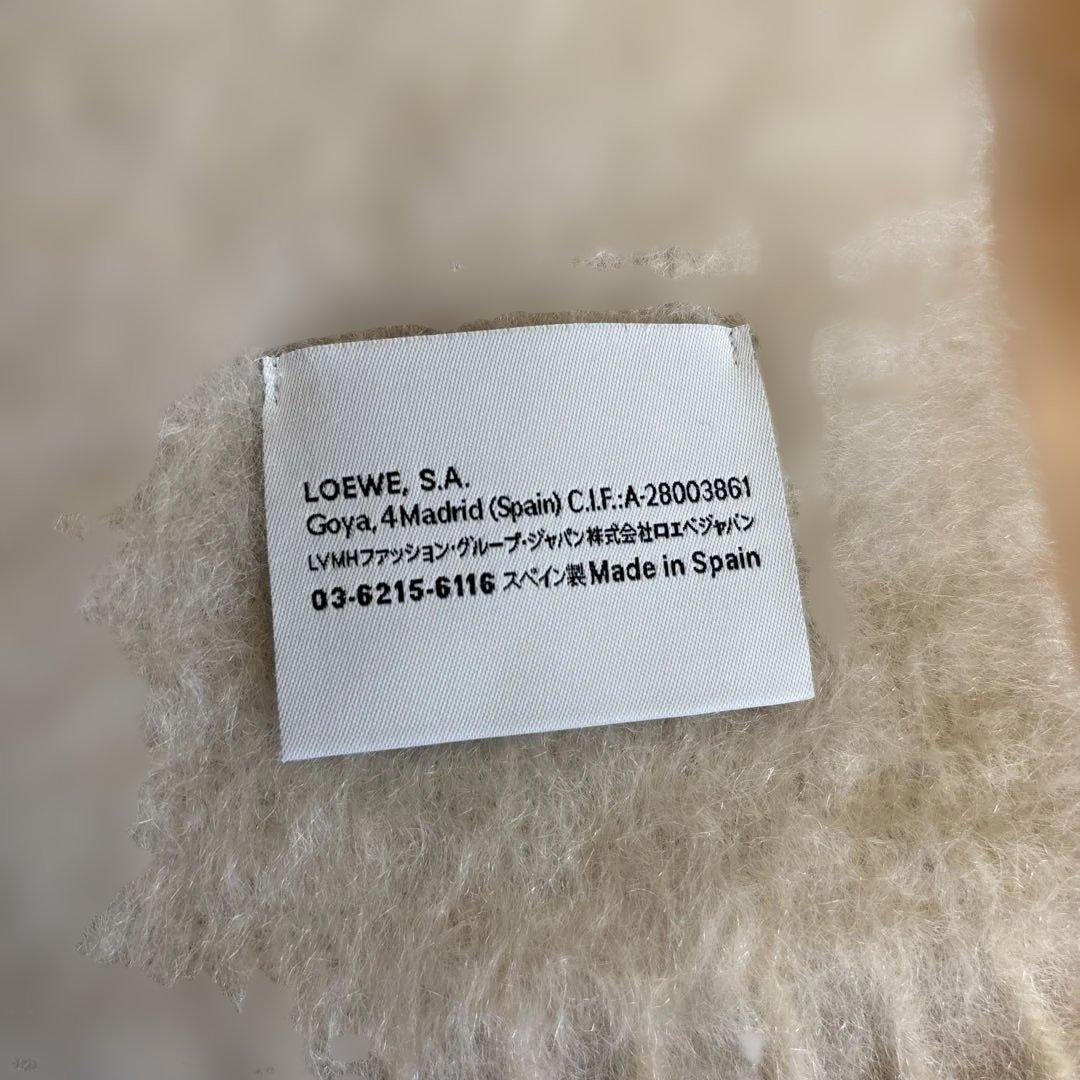 LOEWE, S.A.
Goya, 4 Madrid (Spain) C.I.F.:A-28003861
LVMHファッション・グループ・ジャパン株式会社ロエベジャパン
03-6215-6116 スペイン製 Made in Spain